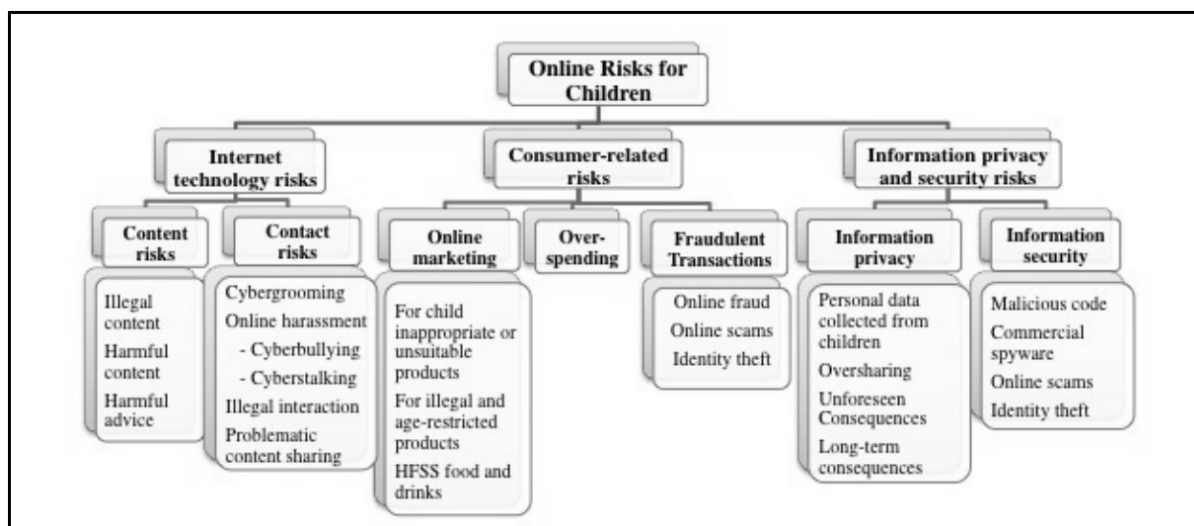 Online Risks for
Children
Internet
technology risks
Consumer-related
risks
Information privacy
and security risks
Content
risks
Contact
risks
Online
marketing
Over-
spending
Fraudulent
Transactions
Information
privacy
Information
security
Illegal
content
Harmful
content
Harmful
advice
Cybergrooming
Online harassment
- Cyberbullying
- Cyberstalking
Illegal interaction
Problematic
content sharing
For child
inappropriate or
unsuitable
products
For illegal and
age-restricted
products
HFSS food and
drinks
Online fraud
Online scams
Identity theft
Personal data
collected from
children
Oversharing
Unforeseen
Consequences
Long-term
consequences
Malicious code
Commercial
spyware
Online scams
Identity theft